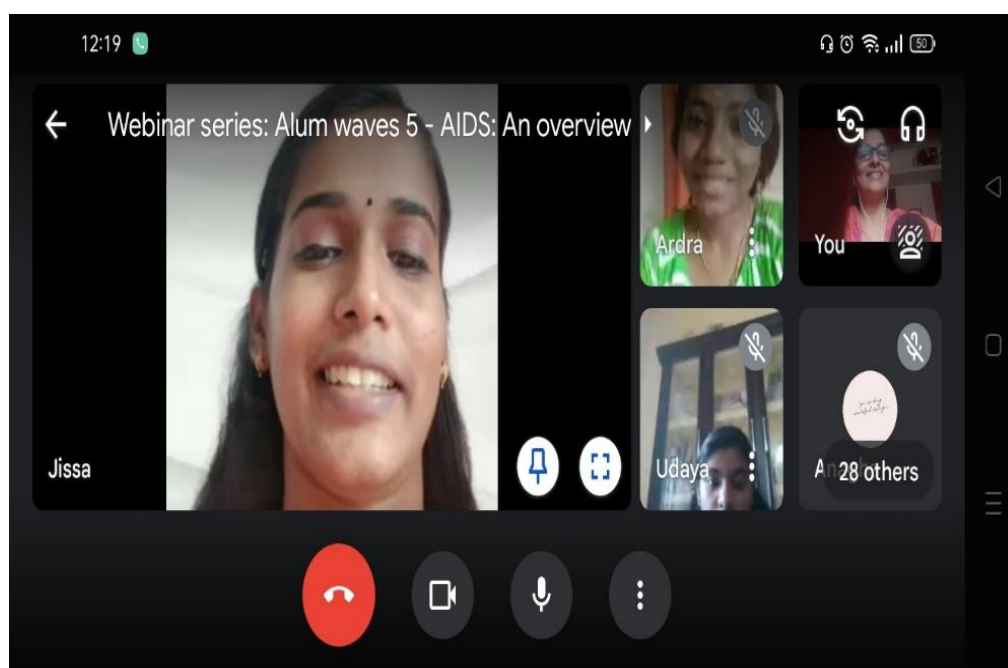 12:19
50
Webinar series: Alum waves 5 - AIDS: An overview
Ardra
You
Jissa
Udaya
28 others